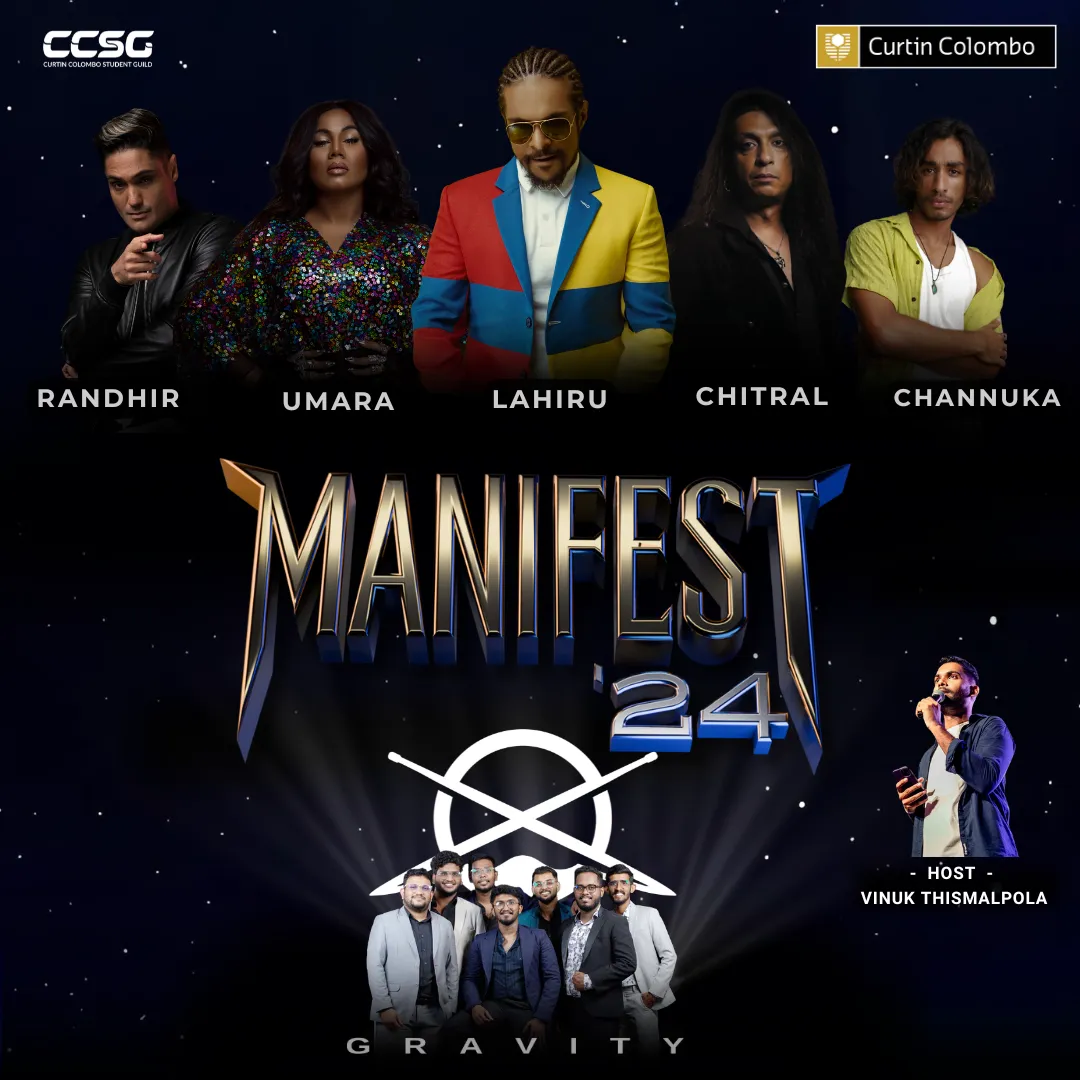 CCSG
CURTIN COLOMBO STUDENT GUILD
Curtin Colombo
RANDHIR
UMARA
LAHIRU
CHITRAL
CHANNUKA
MANIFEST
'24
- HOST -
VINUK THISMALPOLA
GRAVITY